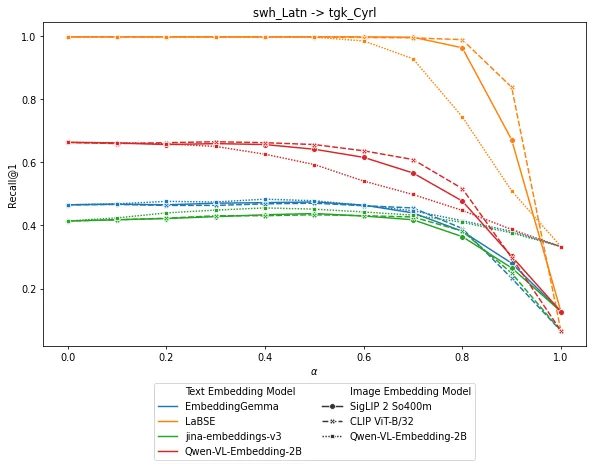 swh_Latn -> tgk_Cyrl
Recall@1
1.0
0.8
0.6
0.4
0.2
0.0 0.2 0.4 0.6 0.8 1.0
α
Text Embedding Model
EmbeddingGemma
LaBSE
jina-embeddings-v3
Qwen-VL-Embedding-2B
Image Embedding Model
SigLIP 2 So400m
CLIP ViT-B/32
Qwen-VL-Embedding-2B